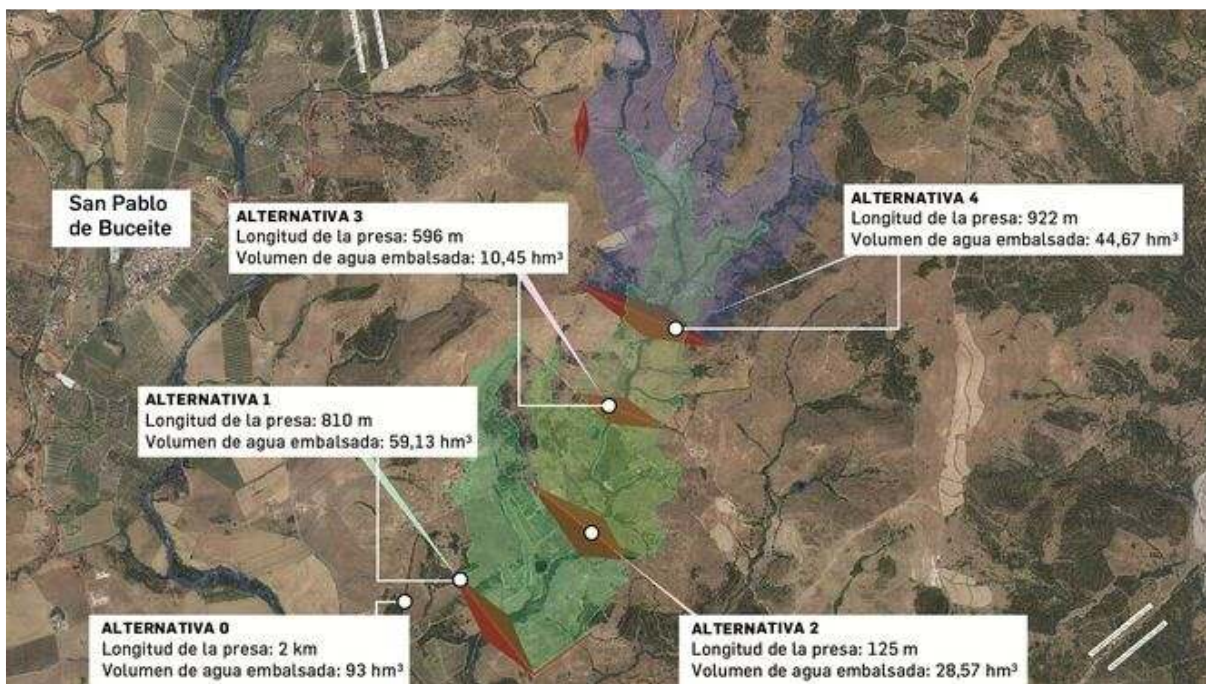 San Pablo
de Buceite
ALTERNATIVA 3
Longitud de la presa: 596 m
Volumen de agua embalsada: 10,45 hm³
ALTERNATIVA 4
Longitud de la presa: 922 m
Volumen de agua embalsada: 44,67 hm³
ALTERNATIVA 1
Longitud de la presa: 810 m
Volumen de agua embalsada: 59,13 hm³
ALTERNATIVA 0
Longitud de la presa: 2 km
Volumen de agua embalsada: 93 hm³
ALTERNATIVA 2
Longitud de la presa: 125 m
Volumen de agua embalsada: 28,57 hm³